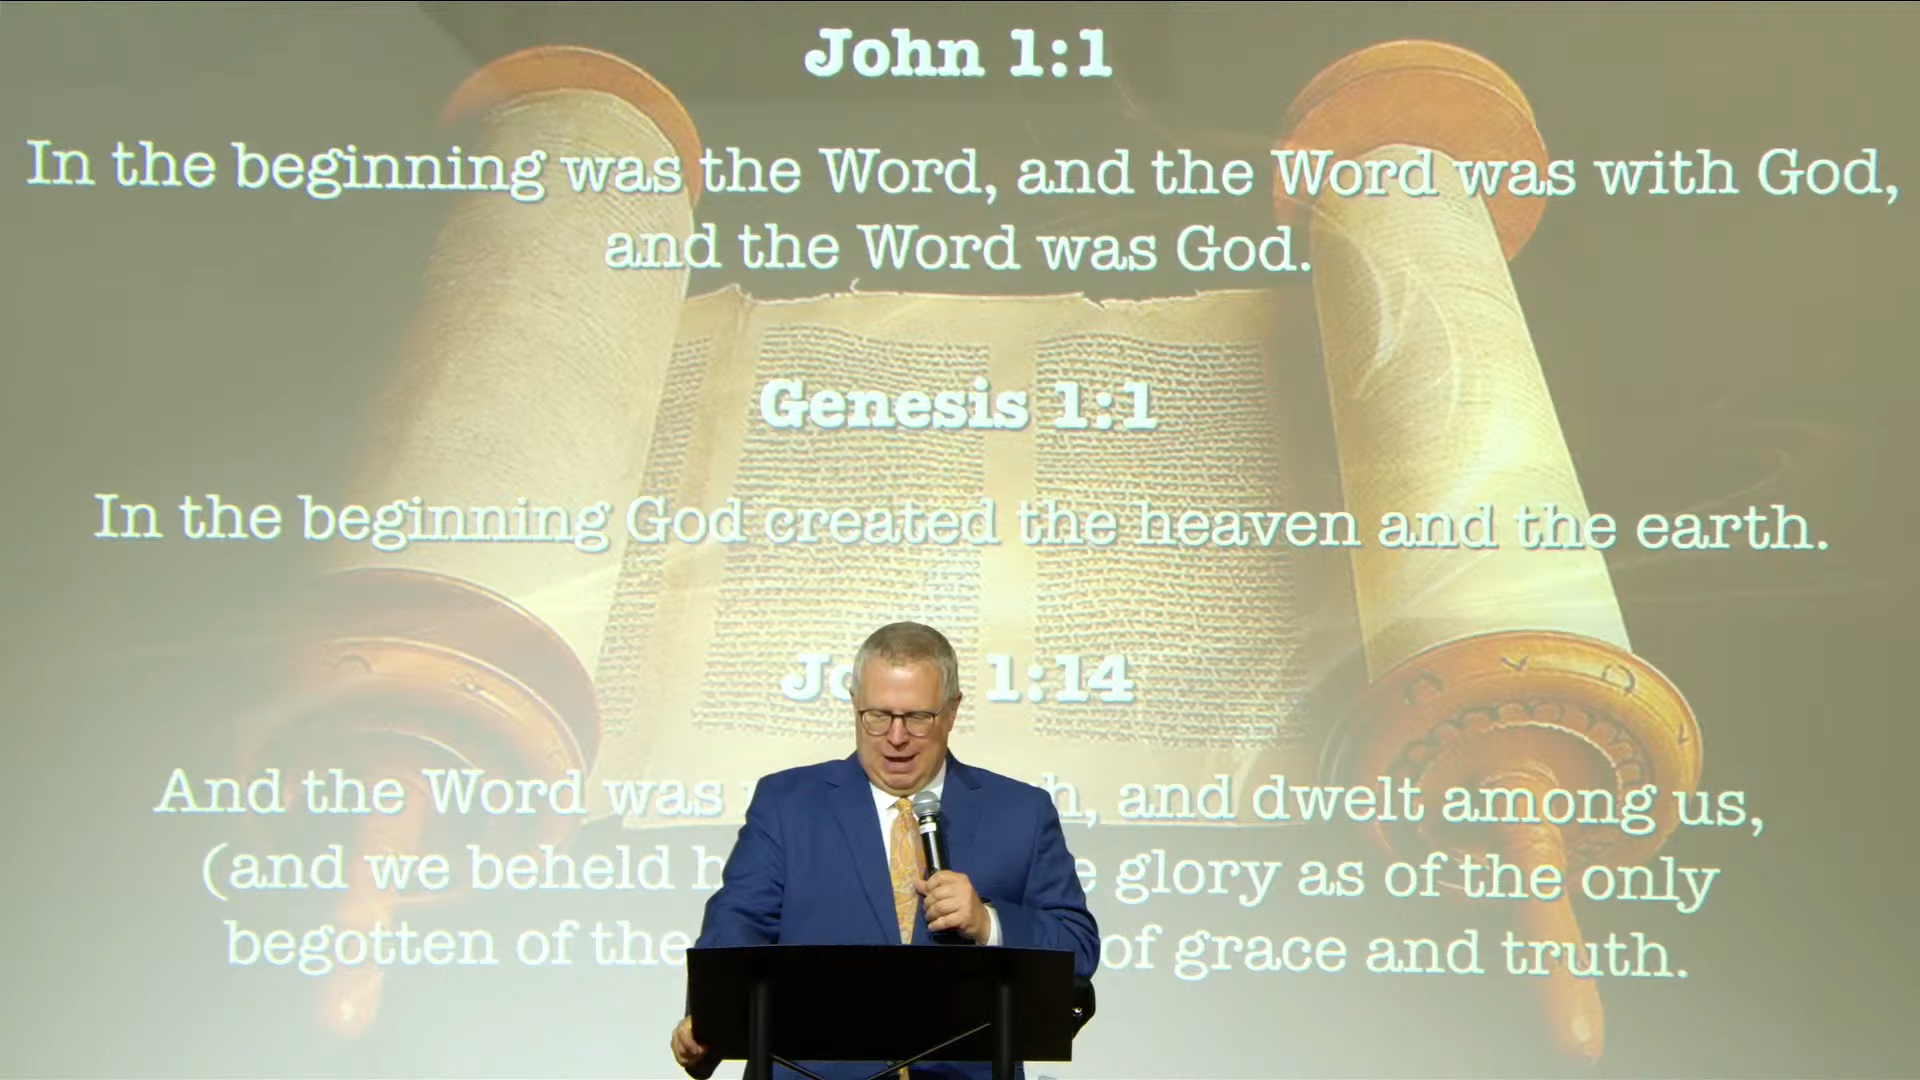 John 1:1
In the beginning was the Word, and the Word was with God,
and the Word was God.
Genesis 1:1
In the beginning God created the heaven and the earth.
1:14
And the Word was and dwelt among us,
(and we beheld glory as of the only
begotten of the of grace and truth.